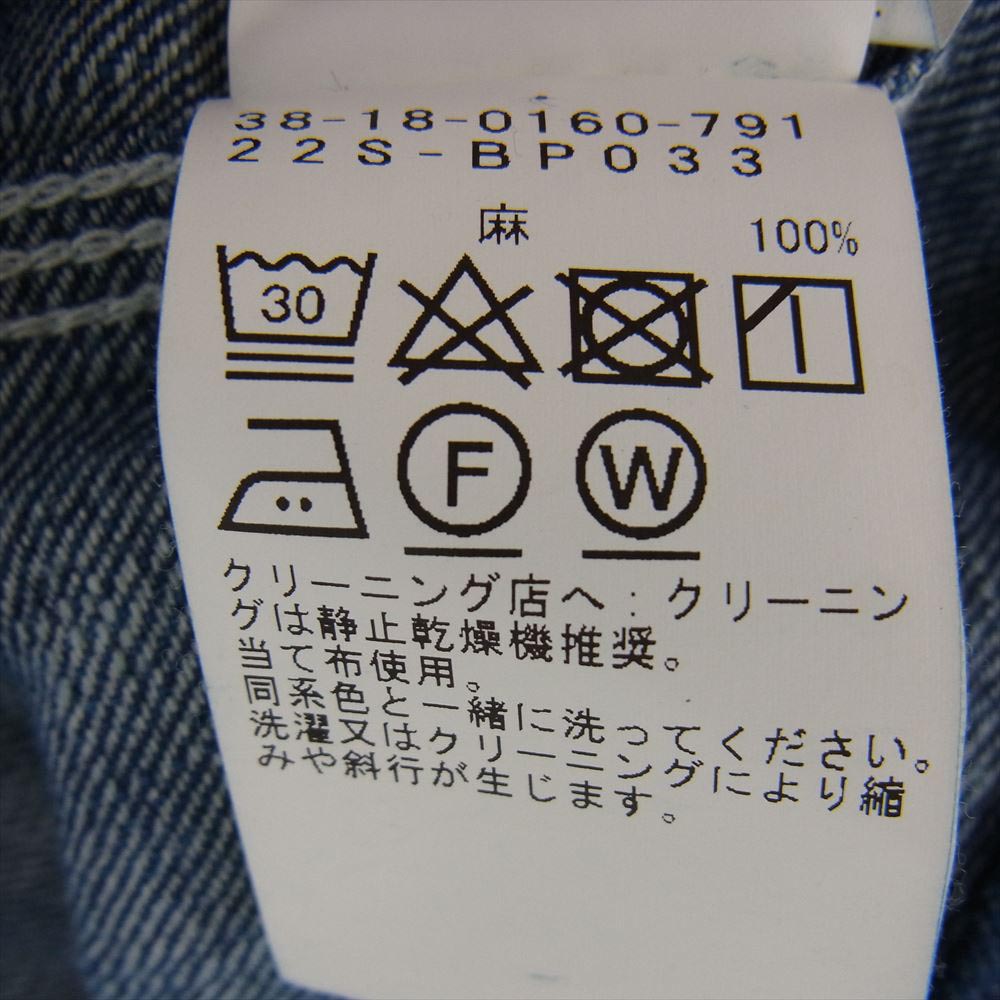 38-18-0160-791
22S-BP033
麻 100%
30
F W
クリーニング店へ：クリーニン
グは静止乾燥機推奨。
当て布使用。
同系色と一緒に洗ってください。
洗濯又はクリーニングにより縮
みや斜行が生じます。